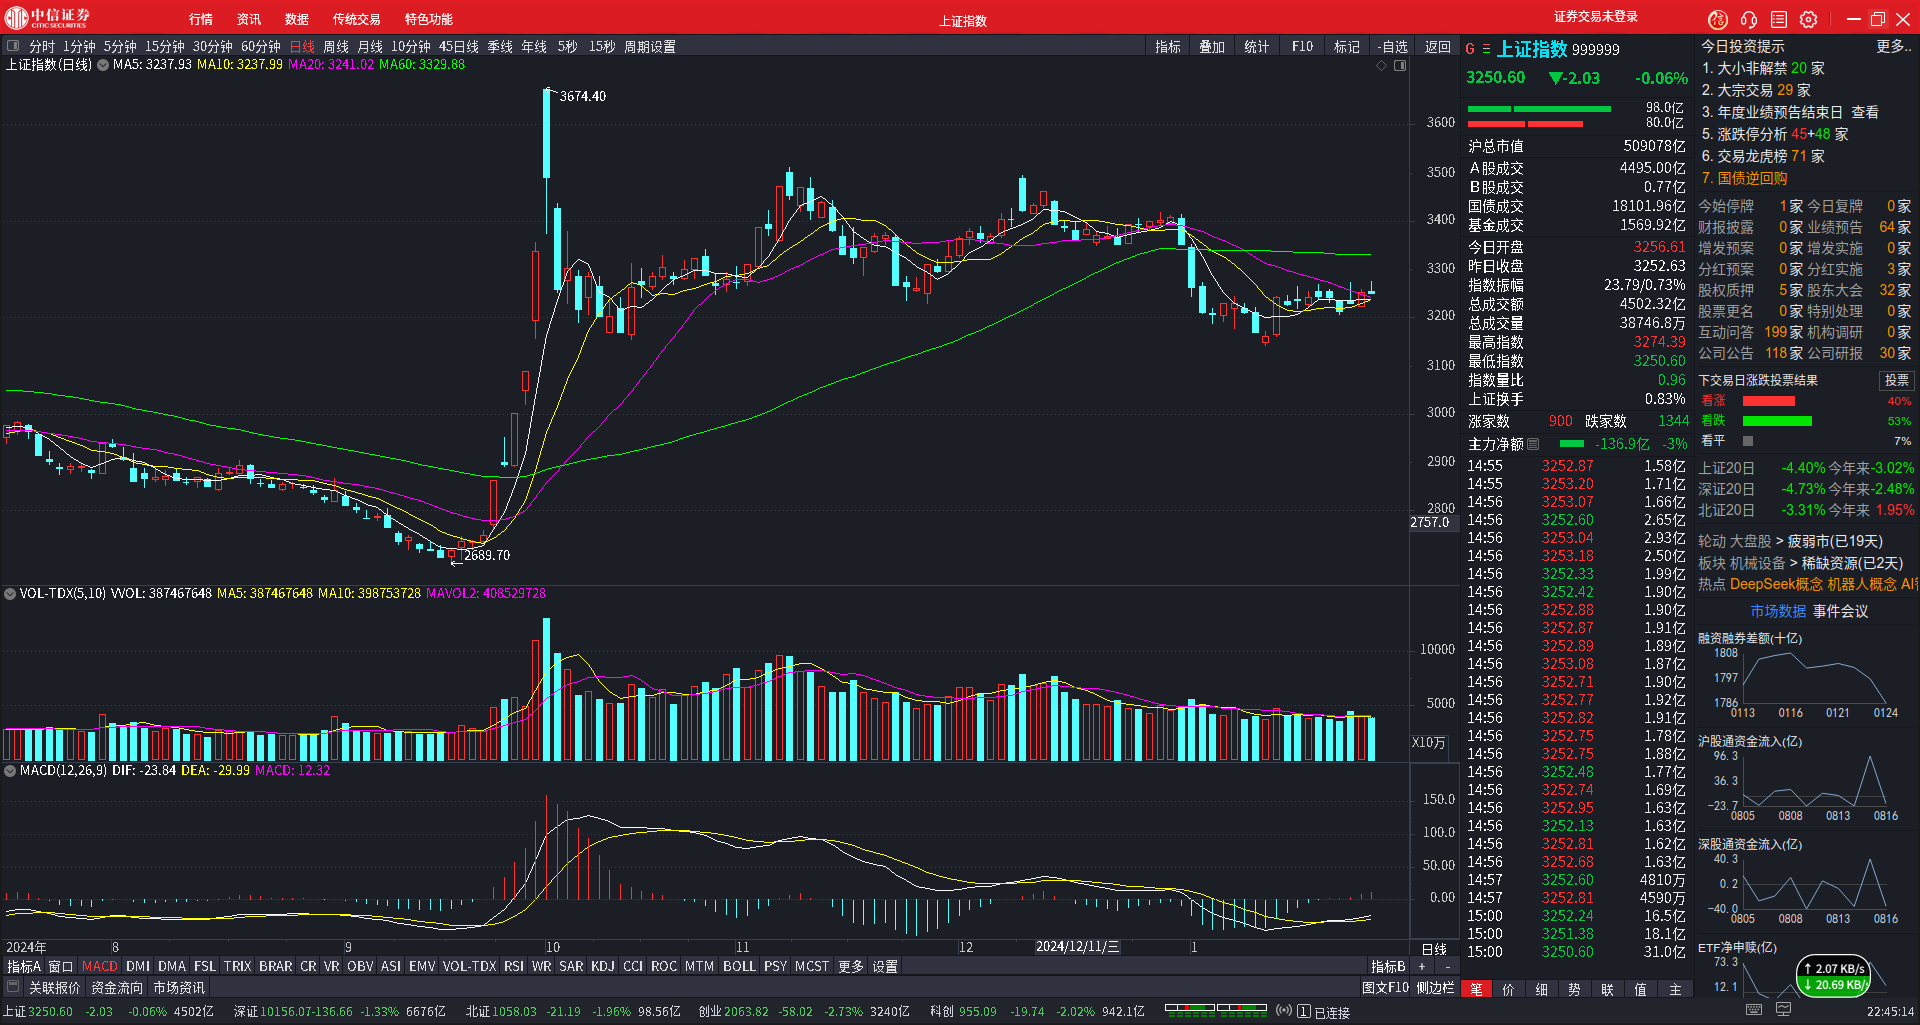 中信证券 CITIC SECURITIES 行情 资讯 数据 传统交易 特色功能 上证指数 证券交易未登录
分时 1分钟 5分钟 15分钟 30分钟 60分钟 日线 周线 月线 10分钟 45日线 季线 年线 5秒 15秒 周期设置 指标 叠加 统计 F10 标记 -自选 返回
上证指数(日线) MA5: 3237.93 MA10: 3237.99 MA20: 3241.02 MA60: 3329.88
3674.40
3600
3500
3400
3300
3200
3100
3000
2900
2800
2757.0
2689.70
VOL-TDX(5,10) VVOL: 387467648 MA5: 387467648 MA10: 398753728 MAVOL2: 408529728
10000
5000
X10万
MACD(12,26,9) DIF: -23.84 DEA: -29.99 MACD: 12.32
150.0
100.0
50.00
0.00
2024年 8 9 10 11 12 2024/12/11/三 1 日线
指标A 窗口 MACD DMI DMA FSL TRIX BRAR CR VR OBV ASI EMV VOL-TDX RSI WR SAR KDJ CCI ROC MTM BOLL PSY MCST 更多 设置 指标B + -
关联报价 资金流向 市场资讯 图文F10 侧边栏
G 上证指数 999999
3250.60 ▼-2.03 -0.06%
98.0亿
80.0亿
沪总市值 509078亿
A股成交 4495.00亿
B股成交 0.77亿
国债成交 18101.96亿
基金成交 1569.92亿
今日开盘 3256.61
昨日收盘 3252.63
指数振幅 23.79/0.73%
总成交额 4502.32亿
总成交量 38746.8万
最高指数 3274.39
最低指数 3250.60
指数量比 0.96
上证换手 0.83%
涨家数 900 跌家数 1344
主力净额 -136.9亿 -3%
14:55 3252.87 1.58亿
14:55 3253.20 1.71亿
14:56 3253.07 1.66亿
14:56 3252.60 2.65亿
14:56 3253.04 2.93亿
14:56 3253.18 2.50亿
14:56 3252.33 1.99亿
14:56 3252.42 1.90亿
14:56 3252.88 1.90亿
14:56 3252.87 1.91亿
14:56 3252.89 1.89亿
14:56 3253.08 1.87亿
14:56 3252.71 1.90亿
14:56 3252.77 1.92亿
14:56 3252.82 1.91亿
14:56 3252.75 1.78亿
14:56 3252.75 1.88亿
14:56 3252.48 1.77亿
14:56 3252.74 1.69亿
14:56 3252.95 1.63亿
14:56 3252.13 1.63亿
14:56 3252.81 1.62亿
14:56 3252.68 1.63亿
14:57 3252.60 4810万
14:57 3252.81 4590万
15:00 3252.24 16.5亿
15:00 3251.38 18.1亿
15:00 3250.60 31.0亿
笔 价 细 势 联 值 主
今日投资提示 更多..
1. 大小非解禁 20 家
2. 大宗交易 29 家
3. 年度业绩预告结束日 查看
5. 涨跌停分析 45+48 家
6. 交易龙虎榜 71 家
7. 国债逆回购
今始停牌 1家 今日复牌 0家
财报披露 0家 业绩预告 64家
增发预案 0家 增发实施 0家
分红预案 0家 分红实施 3家
股权质押 5家 股东大会 32家
股票更名 0家 特别处理 0家
互动问答 199家 机构调研 0家
公司公告 118家 公司研报 30家
下交易日涨跌投票结果 投票
看涨 40%
看跌 53%
看平 7%
上证20日 -4.40% 今年来-3.02%
深证20日 -4.73% 今年来-2.48%
北证20日 -3.31% 今年来 1.95%
轮动 大盘股 > 疲弱市(已19天)
板块 机械设备 > 稀缺资源(已2天)
热点 DeepSeek概念 机器人概念 AI
市场数据 事件会议
融资融券差额(十亿)
1808
1797
1786
0113 0116 0121 0124
沪股通资金流入(亿)
96.3
36.3
-23.7
0805 0808 0813 0816
深股通资金流入(亿)
40.3
0.2
-40.0
0805 0808 0813 0816
ETF净申赎(亿)
73.3
12.1
↑ 2.07 KB/s
↓ 20.69 KB/s
上证3250.60 -2.03 -0.06% 4502亿 深证10156.07-136.66 -1.33% 6676亿 北证1058.03 -21.19 -1.96% 98.56亿 创业2063.82 -58.02 -2.73% 3240亿 科创 955.09 -19.74 -2.02% 942.1亿 1 已连接 22:45:14